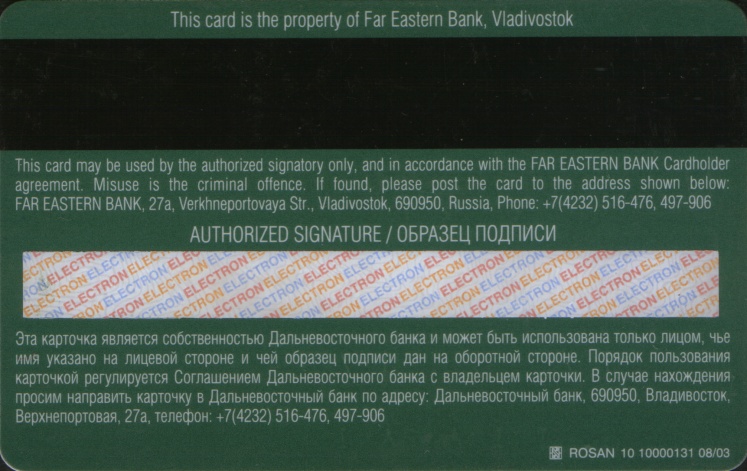 This card is the property of Far Eastern Bank, Vladivostok
This card may be used by the authorized signatory only, and in accordance with the FAR EASTERN BANK Cardholder
agreement. Misuse is the criminal offence. If found, please post the card to the address shown below:
FAR EASTERN BANK, 27a, Verkhneportovaya Str., Vladivostok, 690950, Russia, Phone: +7(4232) 516-476, 497-906
AUTHORIZED SIGNATURE / ОБРАЗЕЦ ПОДПИСИ
ELECTRON ELECTRON ELECTRON ELECTRON ELECTRON ELECTRON ELECTRON ELECTRON ELECTRON
Эта карточка является собственностью Дальневосточного банка и может быть использована только лицом, чье
имя указано на лицевой стороне и чей образец подписи дан на оборотной стороне. Порядок пользования
карточкой регулируется Соглашением Дальневосточного банка с владельцем карточки. В случае нахождения
просим направить карточку в Дальневосточный банк по адресу: Дальневосточный банк, 690950, Владивосток,
Верхнепортовая, 27а, телефон: +7(4232) 516-476, 497-906
ROSAN 10 10000131 08/03